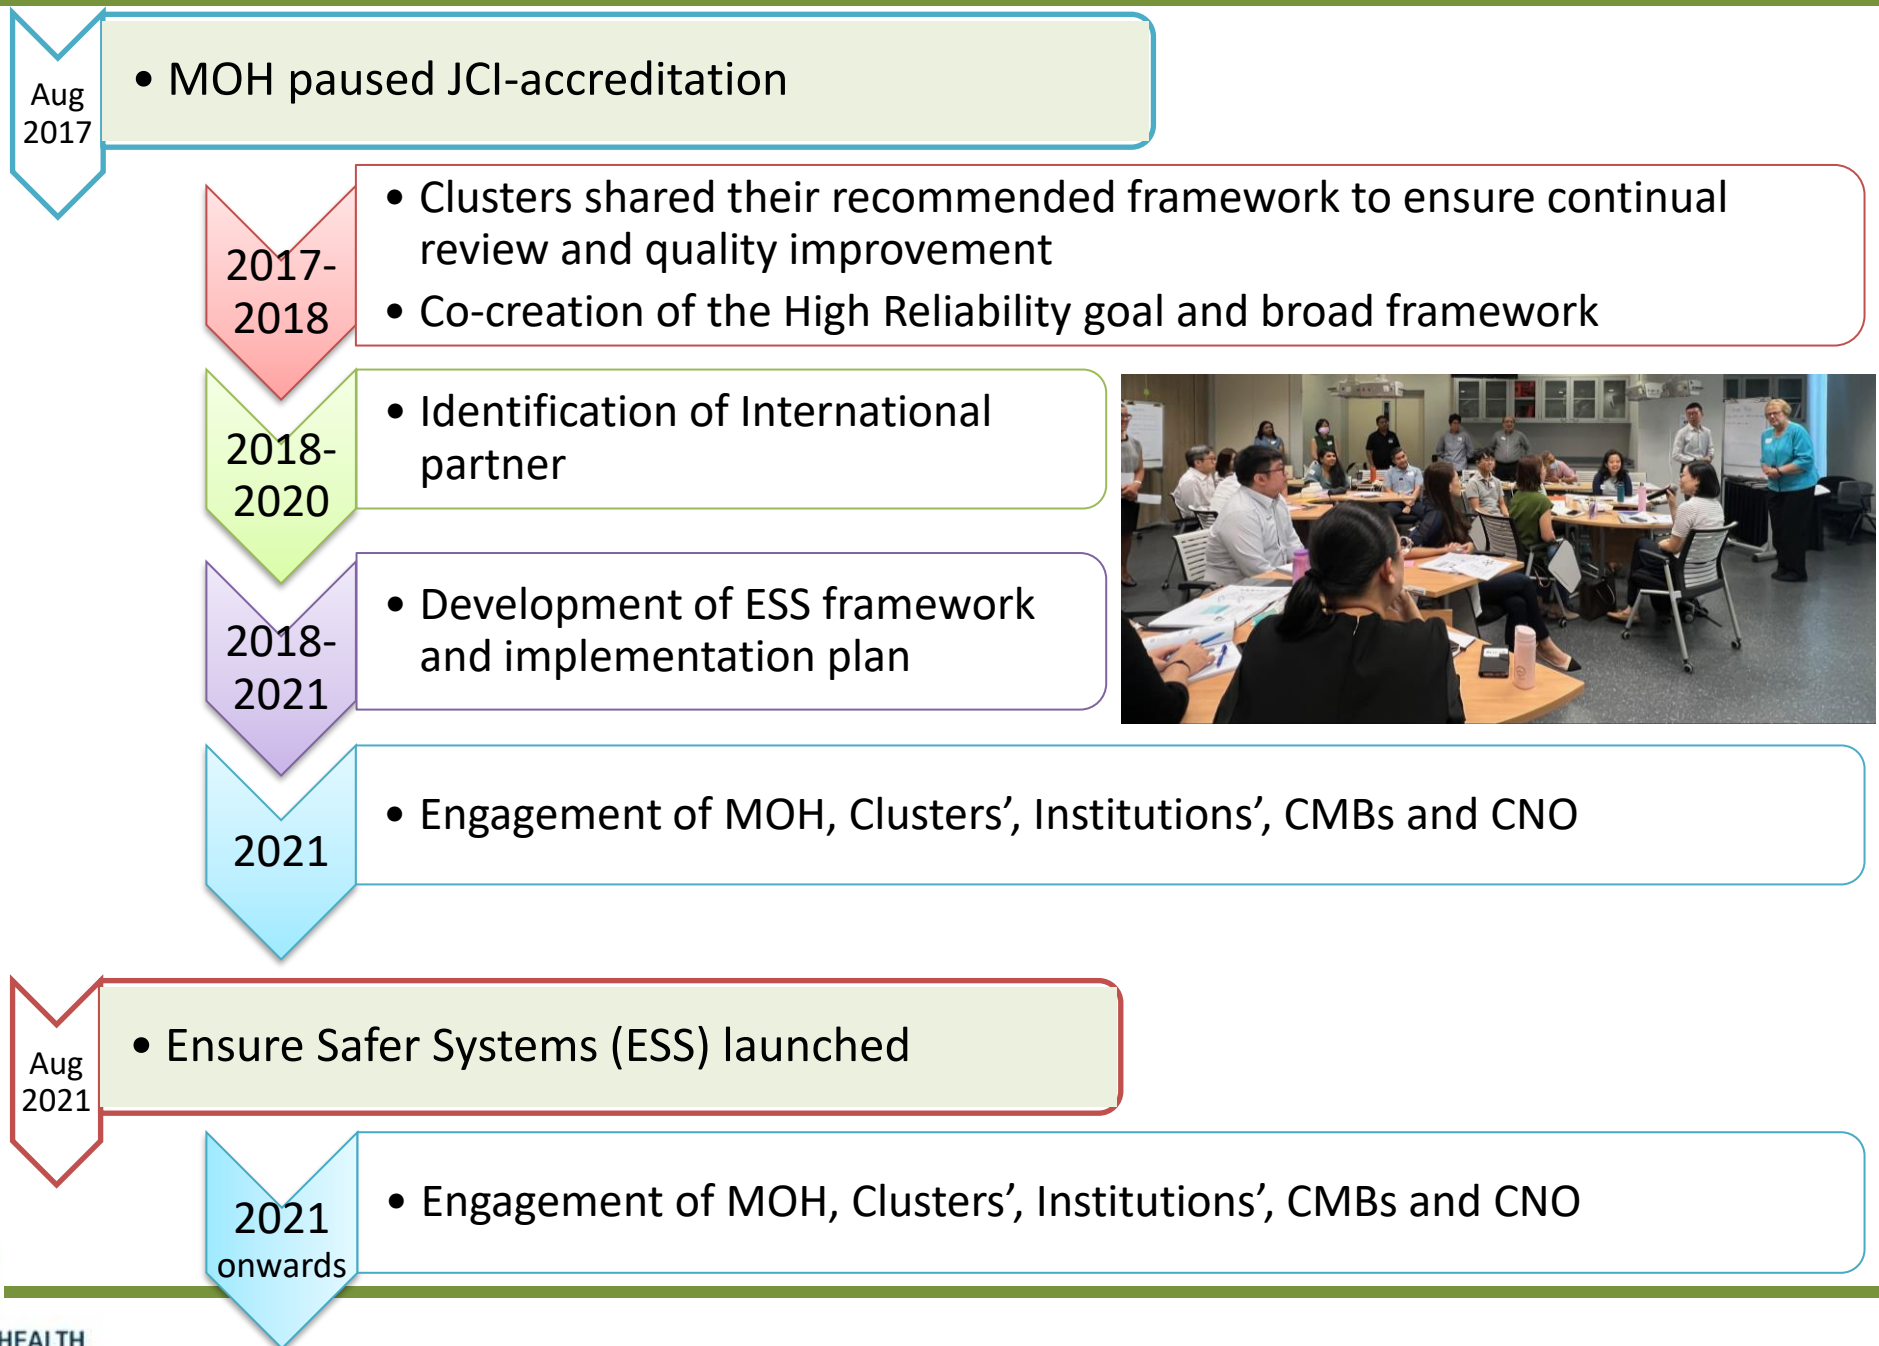 Aug
2017
• MOH paused JCI-accreditation
2017-
2018
• Clusters shared their recommended framework to ensure continual
review and quality improvement
• Co-creation of the High Reliability goal and broad framework
2018-
2020
• Identification of International
partner
2018-
2021
• Development of ESS framework
and implementation plan
2021
• Engagement of MOH, Clusters’, Institutions’, CMBs and CNO
Aug
2021
• Ensure Safer Systems (ESS) launched
2021
onwards
• Engagement of MOH, Clusters’, Institutions’, CMBs and CNO
HEALTH